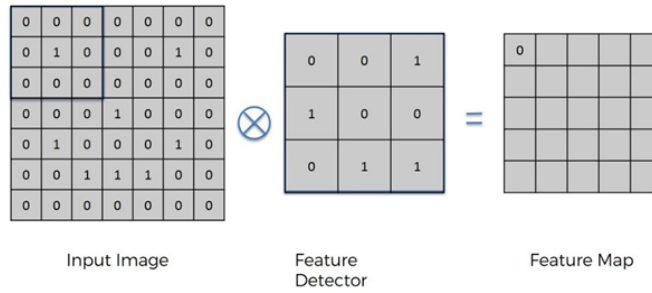 0 0 0 0 0 0 0
0 1 0 0 0 1 0
0 0 0 0 0 0 0
0 0 0 1 0 0 0
0 1 0 0 0 1 0
0 0 1 1 1 0 0
0 0 0 0 0 0 0
0 0 1
1 0 0
0 1 1
=
0
Input Image
Feature
Detector
Feature Map